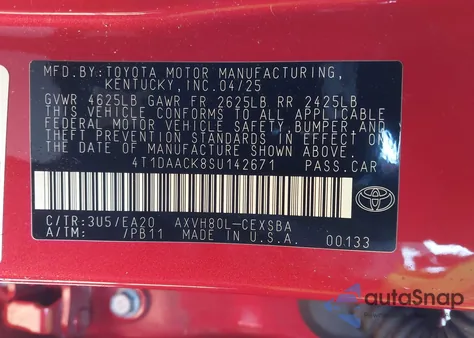 MFD.BY:TOYOTA MOTOR MANUFACTURING,
KENTUCKY,INC.04/25
GVWR 4625LB GAWR FR 2625LB RR 2425LB
THIS VEHICLE CONFORMS TO ALL APPLICABLE
FEDERAL MOTOR VEHICLE SAFETY,BUMPER,AND
THEFT PREVENTION STANDARDS IN EFFECT ON
THE DATE OF MANUFACTURE SHOWN ABOVE.
4T1DAACK8SU142671 PASS.CAR
C/TR:3U5/EA20 AXVH80L-CEXSBA
A/TM: /PB11 MADE IN U.S.A. 00133
autoSnap